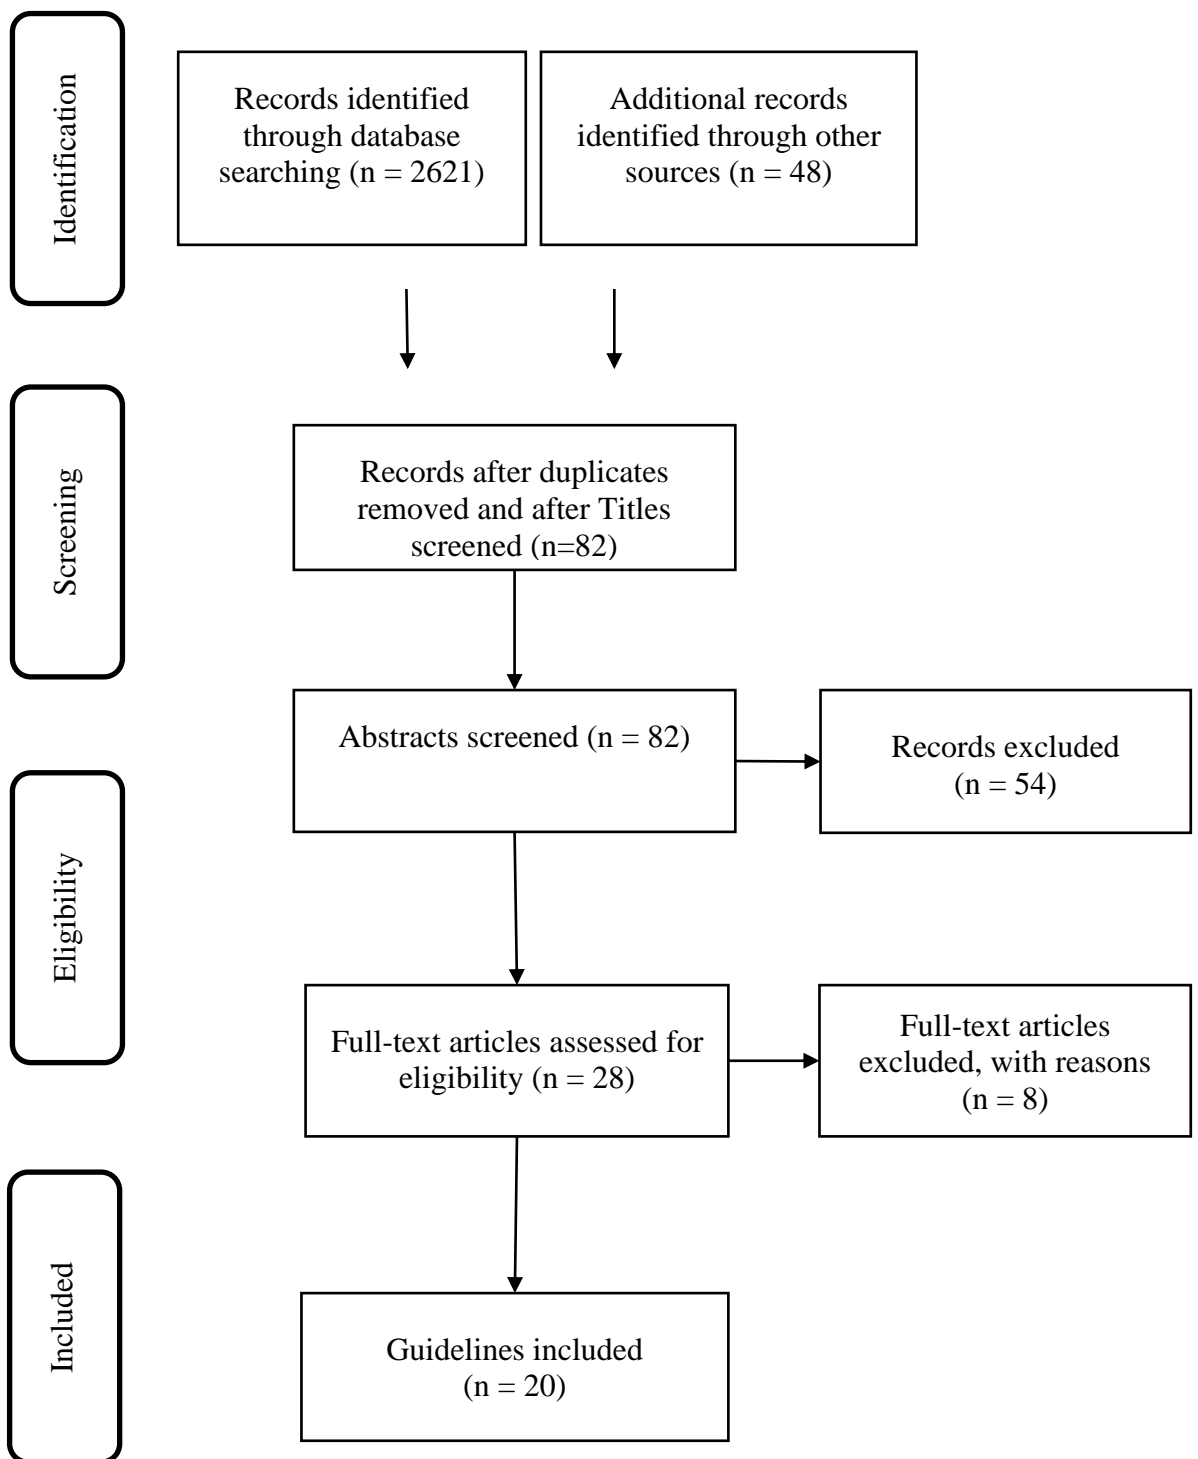 Identification
Records identified
through database
searching (n = 2621)
Additional records
identified through other
sources (n = 48)
Screening
Records after duplicates
removed and after Titles
screened (n=82)
Abstracts screened (n = 82)
Records excluded
(n = 54)
Eligibility
Full-text articles assessed for
eligibility (n = 28)
Full-text articles
excluded, with reasons
(n = 8)
Included
Guidelines included
(n = 20)